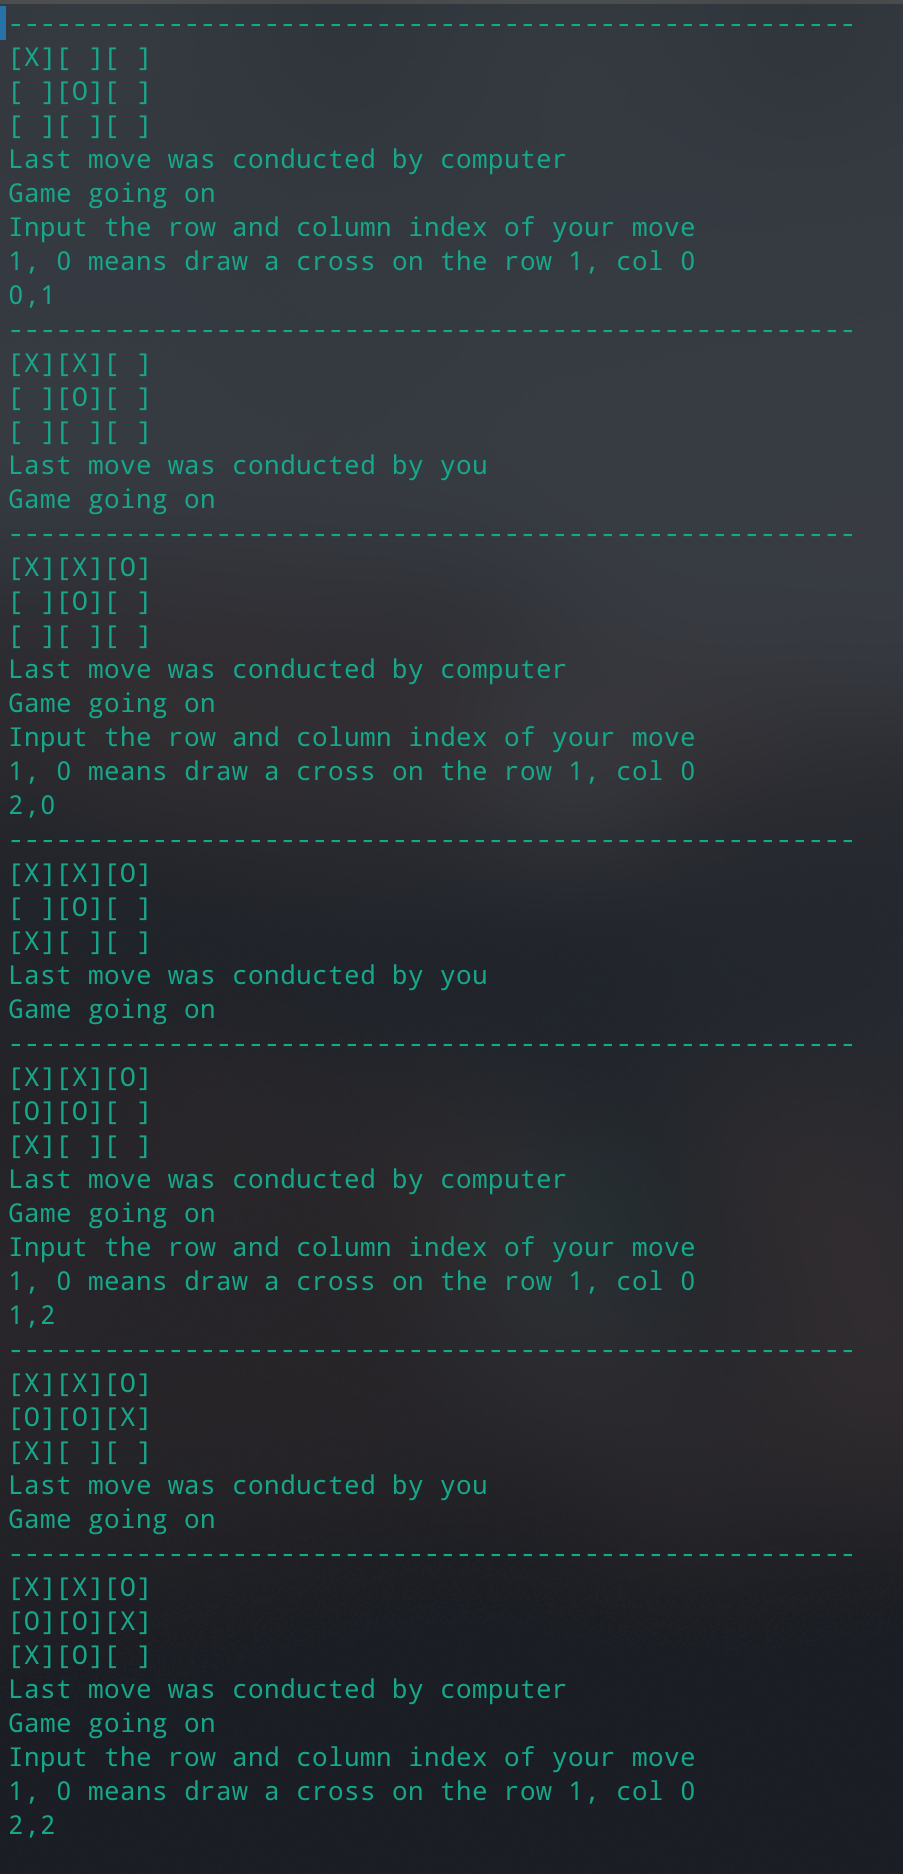 -----------------------------------------------------
[X][ ][ ]
[ ][O][ ]
[ ][ ][ ]
Last move was conducted by computer
Game going on
Input the row and column index of your move
1, 0 means draw a cross on the row 1, col 0
0,1
-----------------------------------------------------
[X][X][ ]
[ ][O][ ]
[ ][ ][ ]
Last move was conducted by you
Game going on
-----------------------------------------------------
[X][X][O]
[ ][O][ ]
[ ][ ][ ]
Last move was conducted by computer
Game going on
Input the row and column index of your move
1, 0 means draw a cross on the row 1, col 0
2,0
-----------------------------------------------------
[X][X][O]
[ ][O][ ]
[X][ ][ ]
Last move was conducted by you
Game going on
-----------------------------------------------------
[X][X][O]
[O][O][ ]
[X][ ][ ]
Last move was conducted by computer
Game going on
Input the row and column index of your move
1, 0 means draw a cross on the row 1, col 0
1,2
-----------------------------------------------------
[X][X][O]
[O][O][X]
[X][ ][ ]
Last move was conducted by you
Game going on
-----------------------------------------------------
[X][X][O]
[O][O][X]
[X][O][ ]
Last move was conducted by computer
Game going on
Input the row and column index of your move
1, 0 means draw a cross on the row 1, col 0
2,2